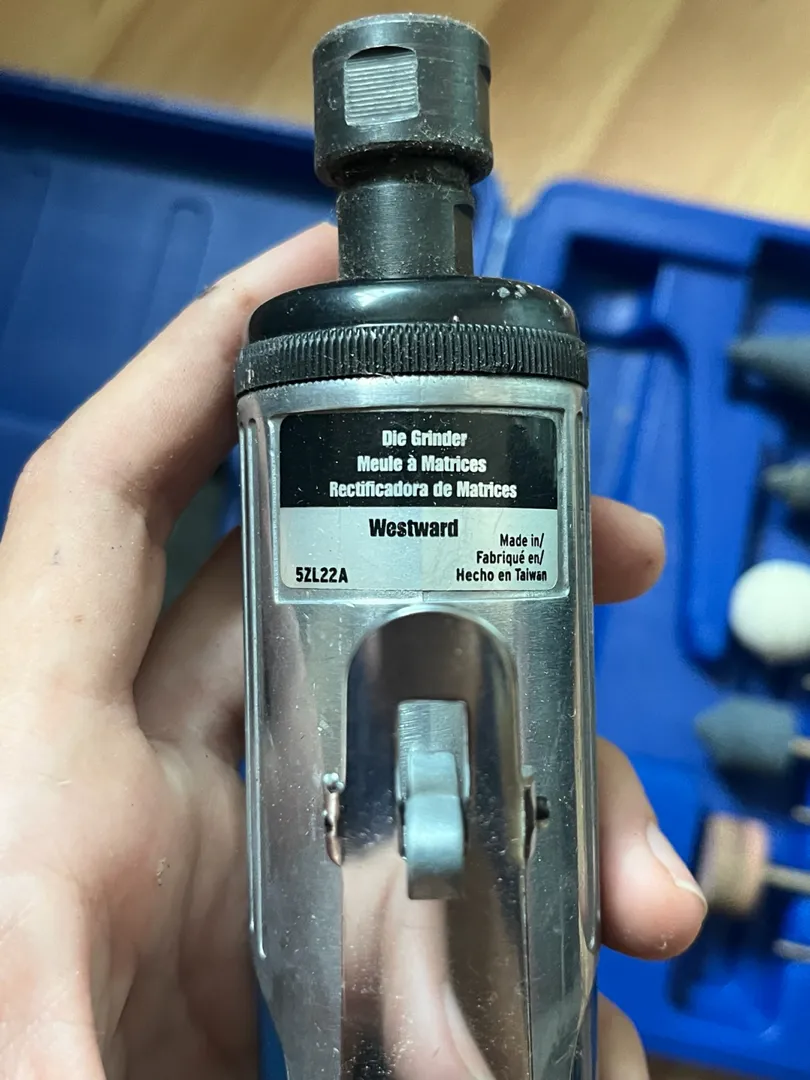 Die Grinder
Meule à Matrices
Rectificadora de Matrices
Westward
Made in/
Fabriqué en/
5ZL22A
Hecho en Taiwan